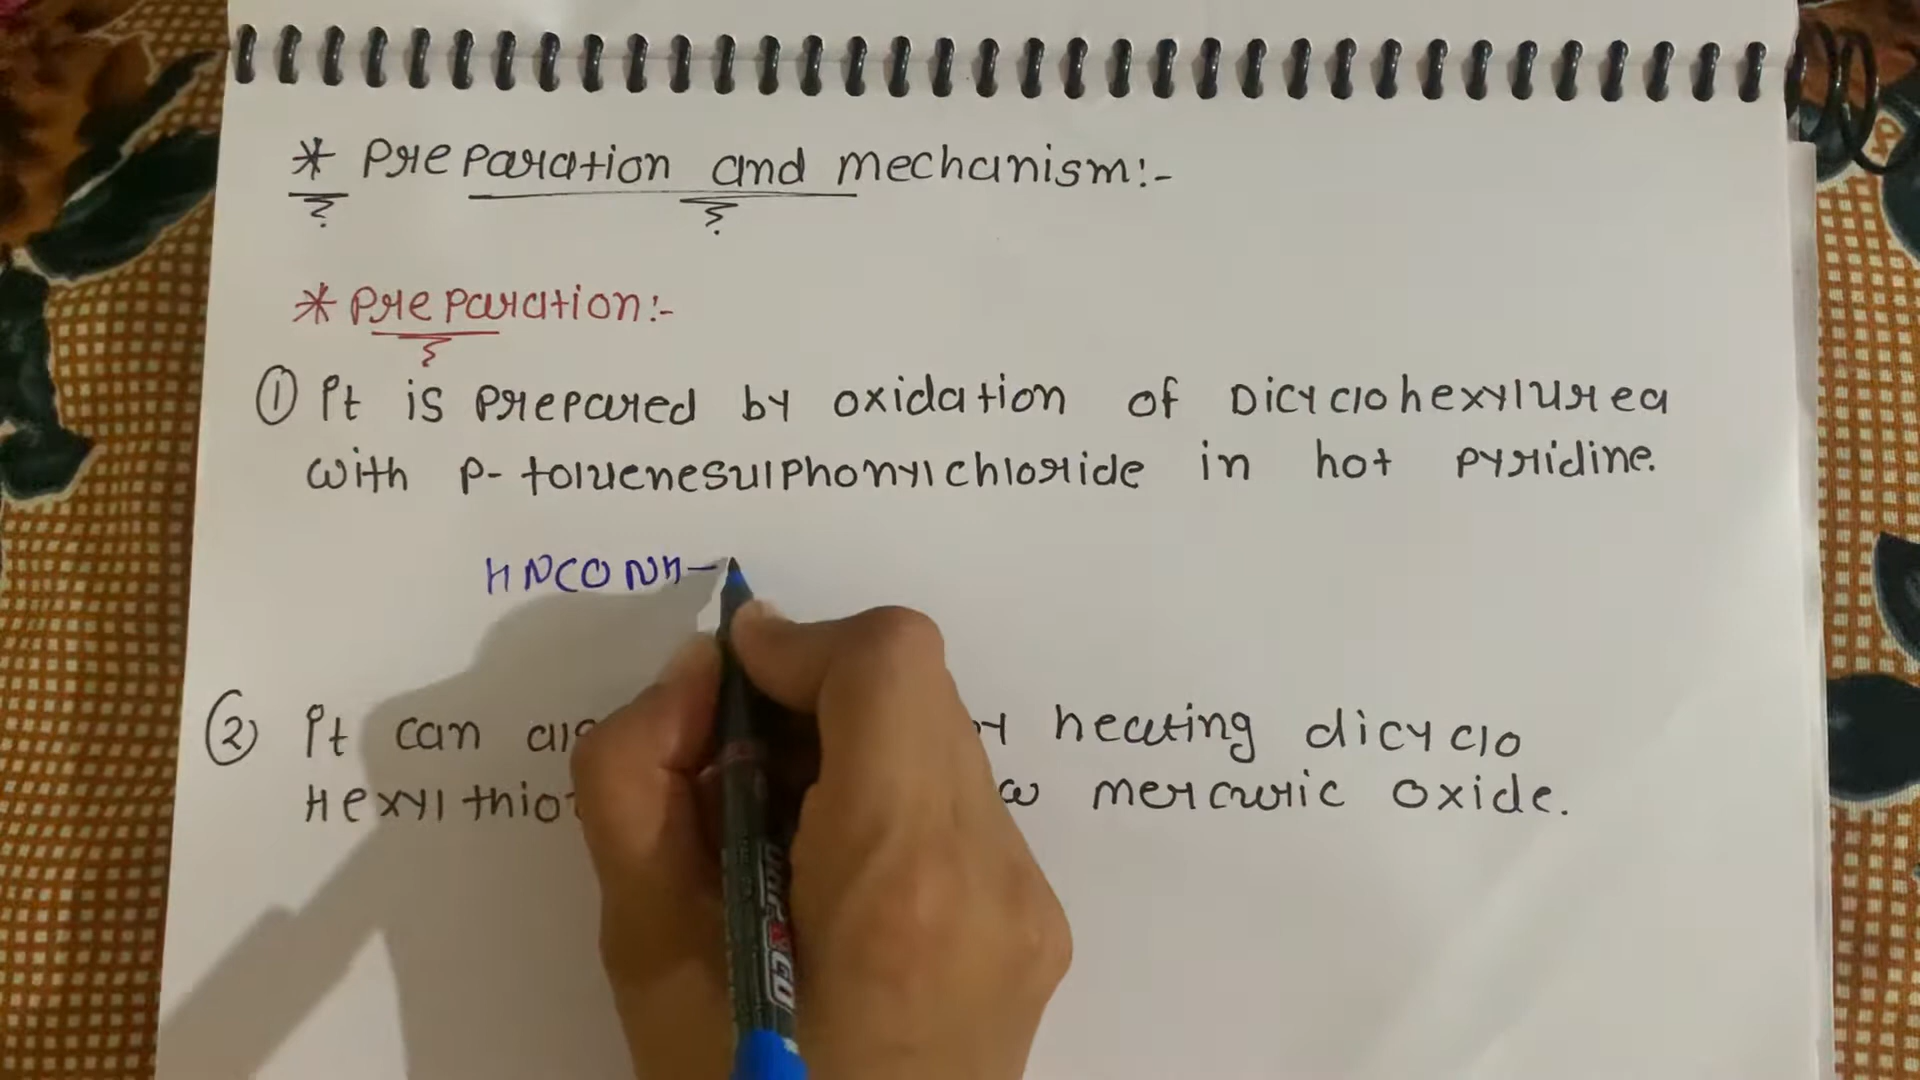 * Preparation and mechanism:-
* Preparation:-
① It is prepared by oxidation of Dicyclohexylurea
with p-toluenesulphonylchloride in hot pyridine.
HNCONH-
② It can heating dicyclo
Hexyl mercuric oxide.